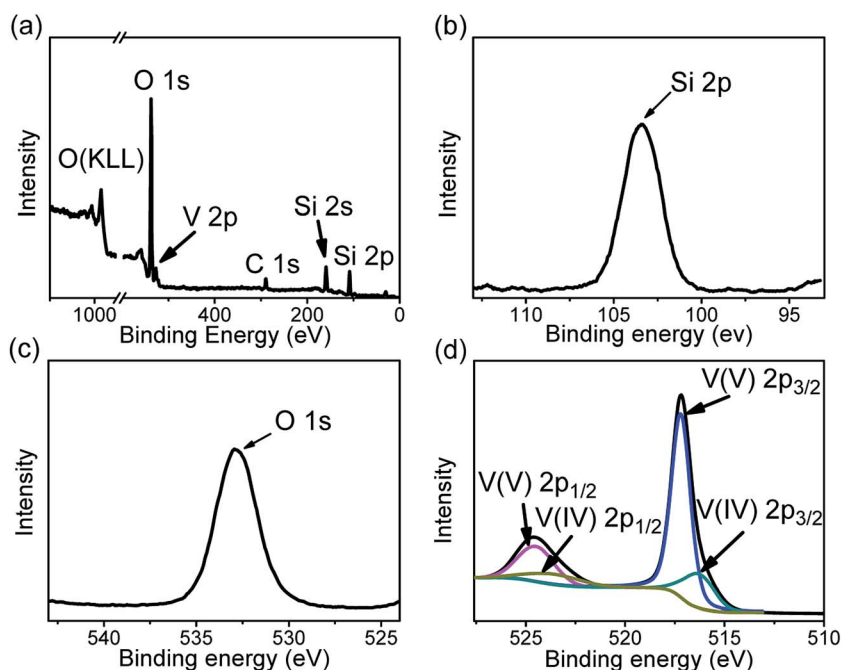 (a)
O 1s
O(KLL)
V 2p
Si 2s
C 1s
Si 2p
Intensity
1000 400 200 0
Binding Energy (eV)
(b)
Si 2p
Intensity
110 105 100 95
Binding energy (ev)
(c)
O 1s
Intensity
540 535 530 525
Binding energy (eV)
(d)
V(V) 2p3/2
V(V) 2p1/2
V(IV) 2p1/2
V(IV) 2p3/2
Intensity
525 520 515 510
Binding energy (eV)